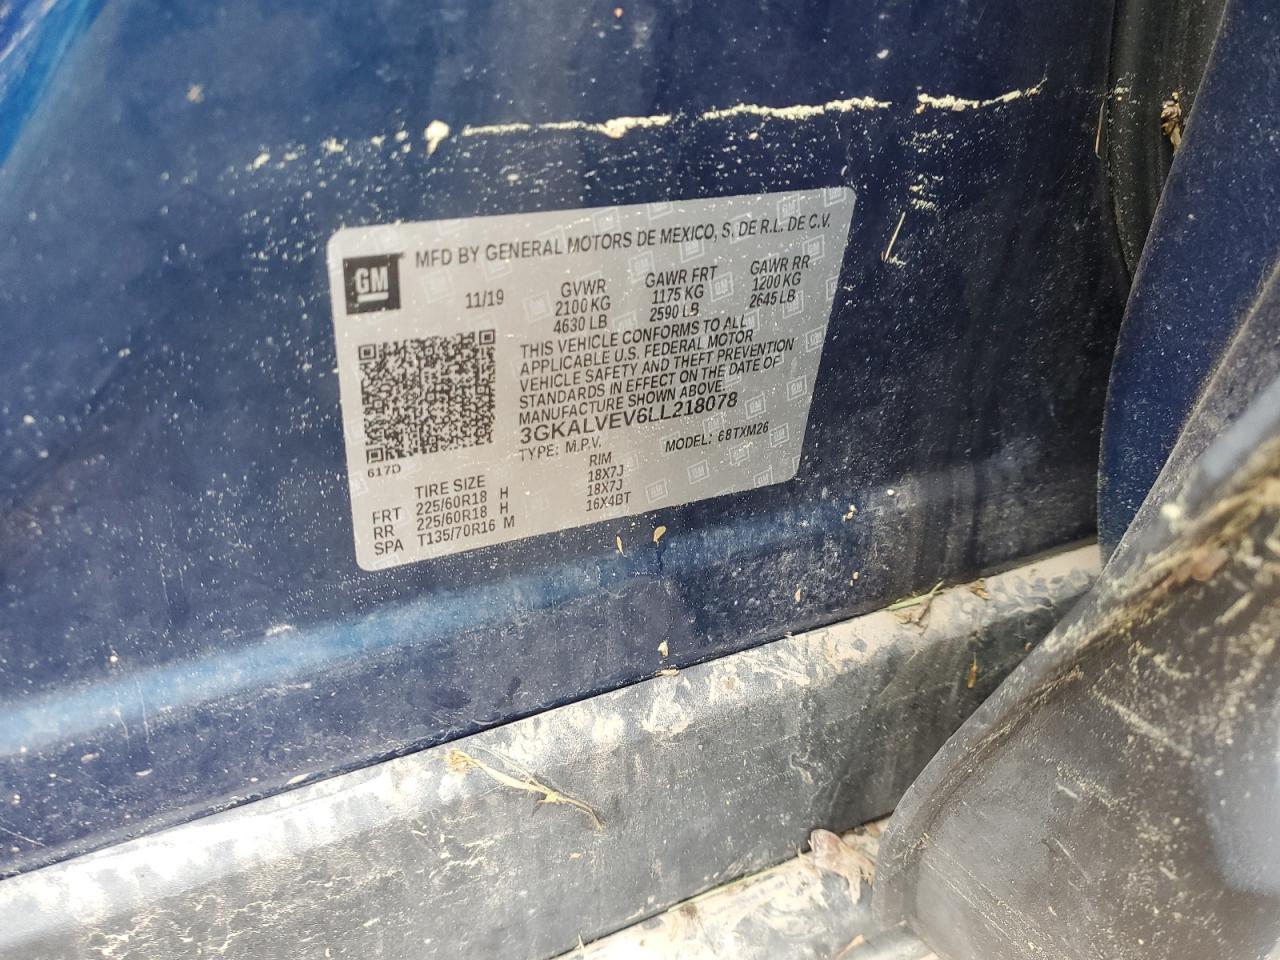 GM
MFD BY GENERAL MOTORS DE MEXICO, S. DE R.L. DE C.V.
11/19
GVWR
2100 KG
4630 LB
GAWR FRT
1175 KG
2590 LB
GAWR RR
1200 KG
2645 LB
THIS VEHICLE CONFORMS TO ALL
APPLICABLE U.S. FEDERAL MOTOR
VEHICLE SAFETY AND THEFT PREVENTION
STANDARDS IN EFFECT ON THE DATE OF
MANUFACTURE SHOWN ABOVE.
3GKALVEV6LL218078
TYPE: M.P.V. MODEL: 6BTXM26
617D
TIRE SIZE RIM
FRT 225/60R18 H 18X7J
RR 225/60R18 H 18X7J
SPA T135/70R16 M 16X4BT